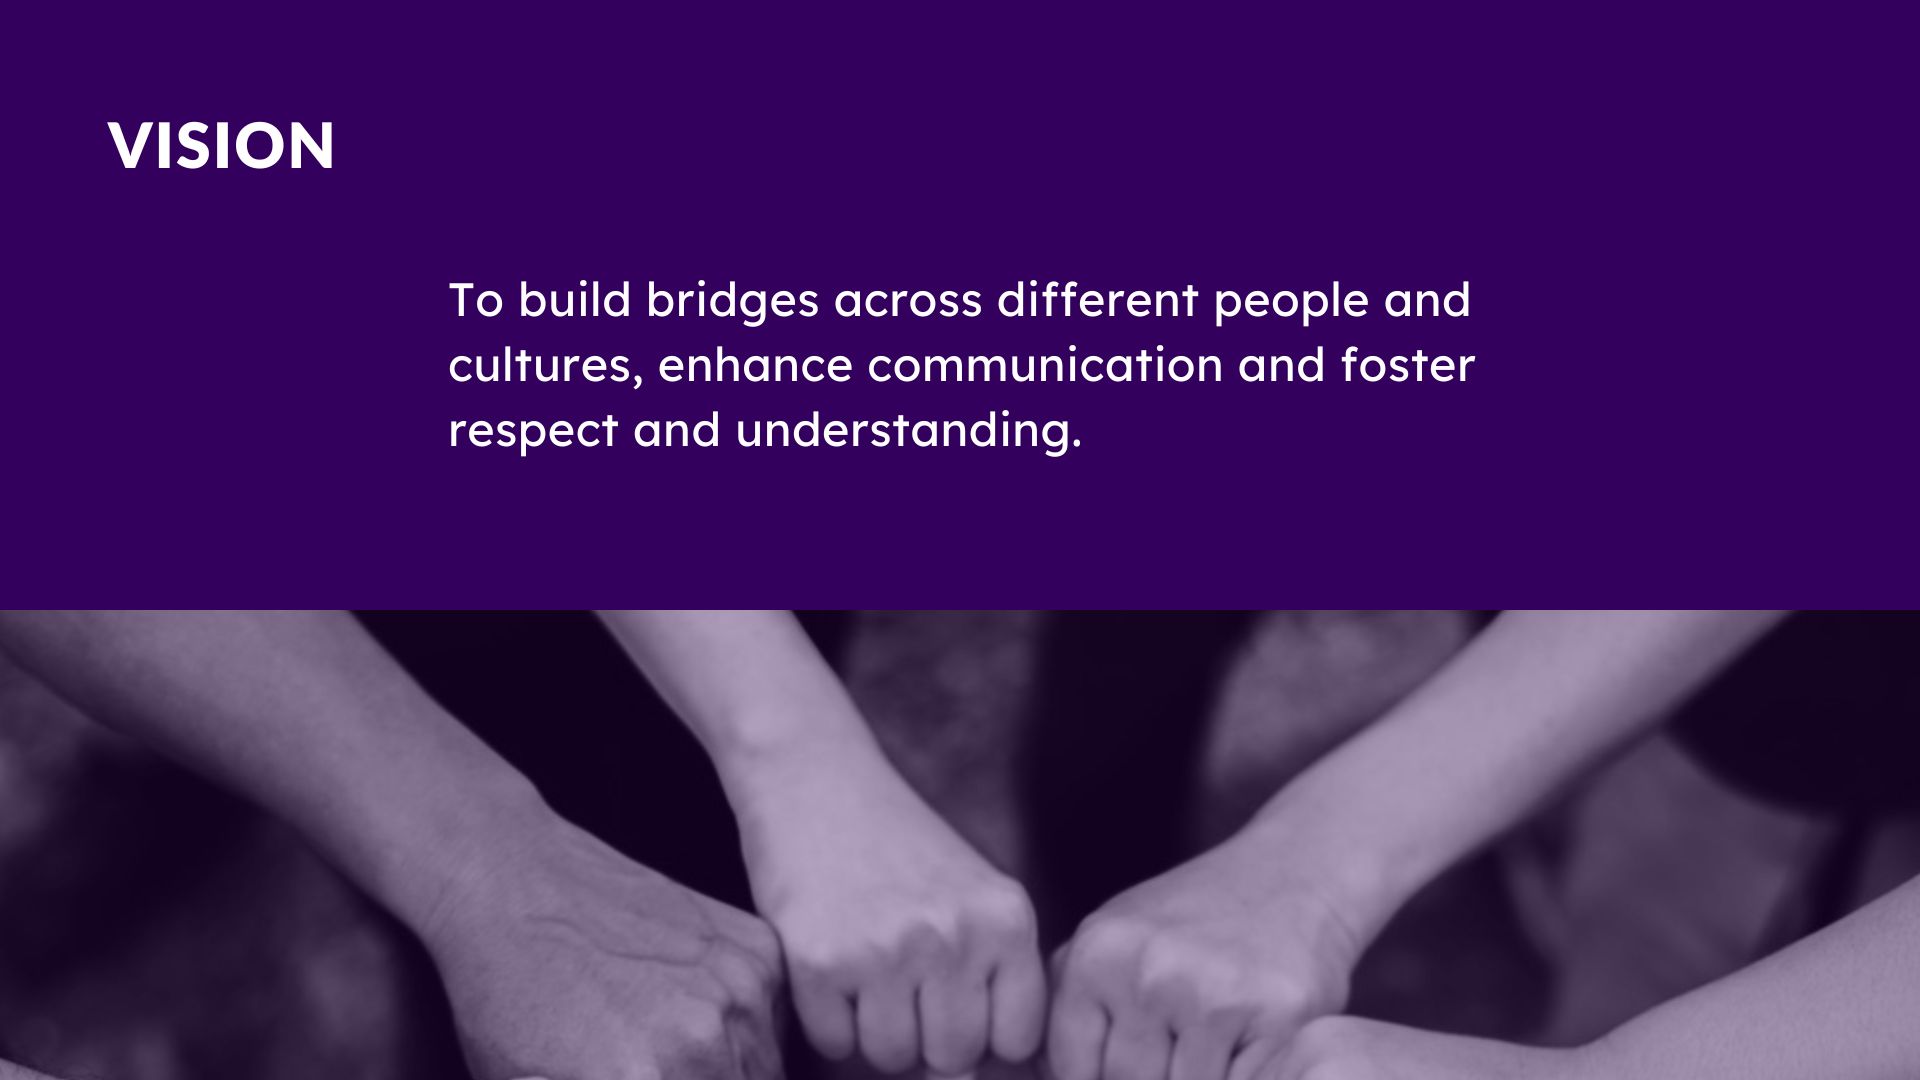 VISION
To build bridges across different people and
cultures, enhance communication and foster
respect and understanding.